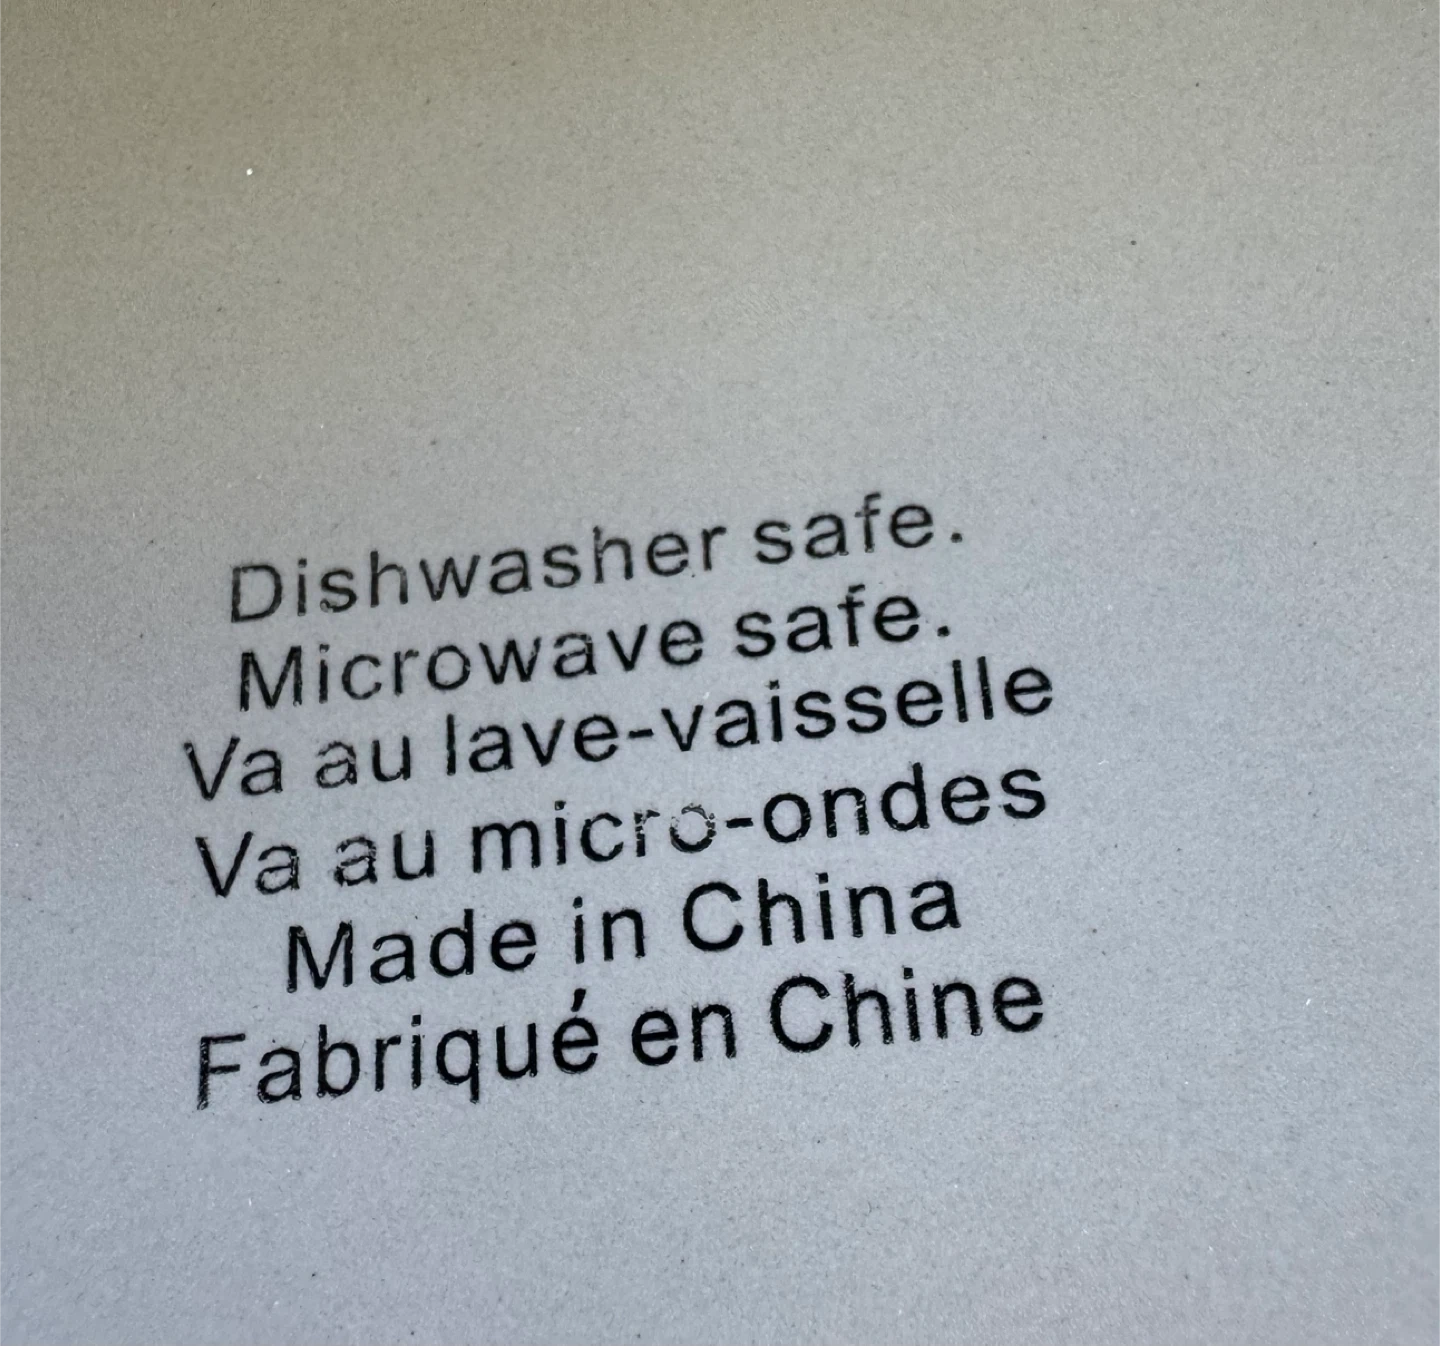 Dishwasher safe.
Microwave safe.
Va au lave-vaisselle
Va au micro-ondes
Made in China
Fabriqué en Chine